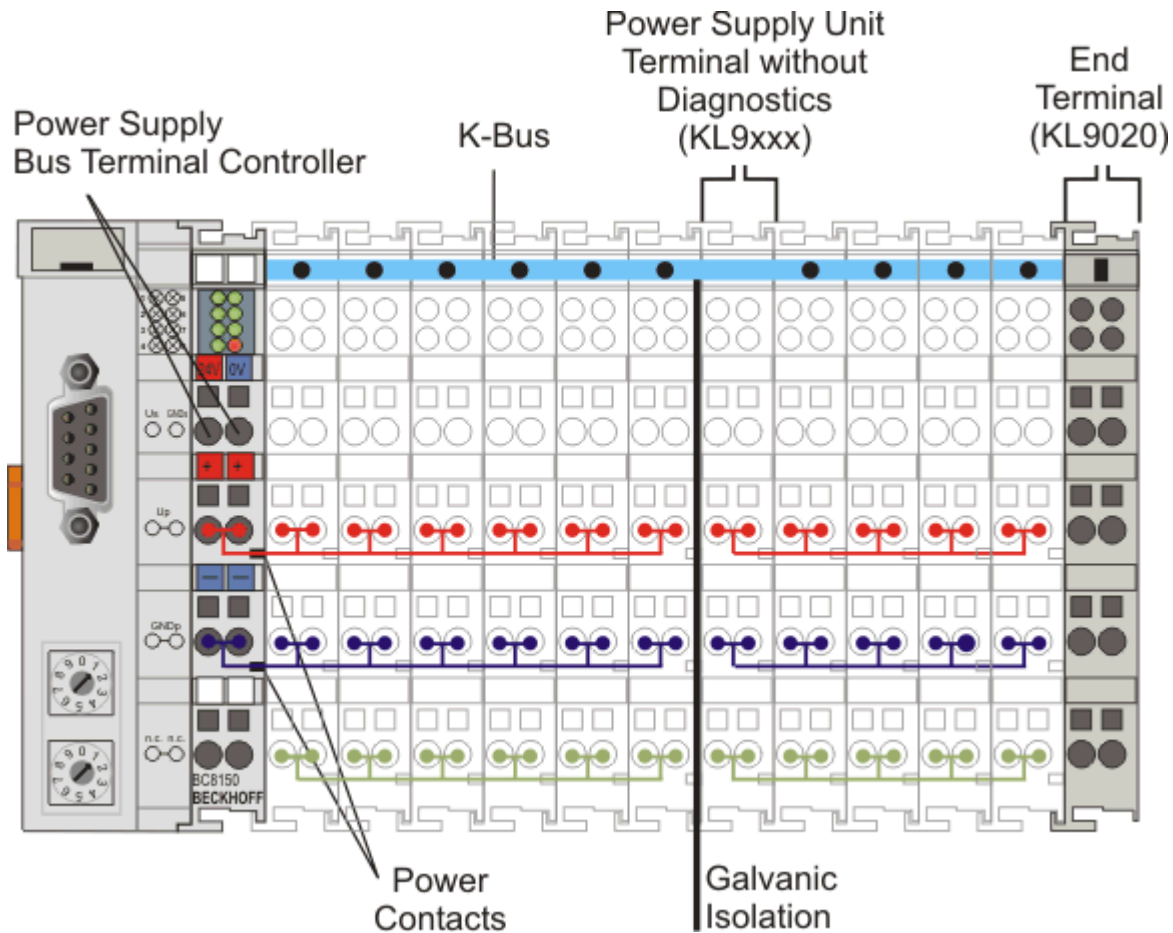 Power Supply Unit
Terminal without
Diagnostics
(KL9xxx)
End
Terminal
(KL9020)
Power Supply
Bus Terminal Controller
K-Bus
24V 0V
Us GNDs
+ +
Up
— —
GNDp
n.c. n.c.
BC8150
BECKHOFF
Power
Contacts
Galvanic
Isolation